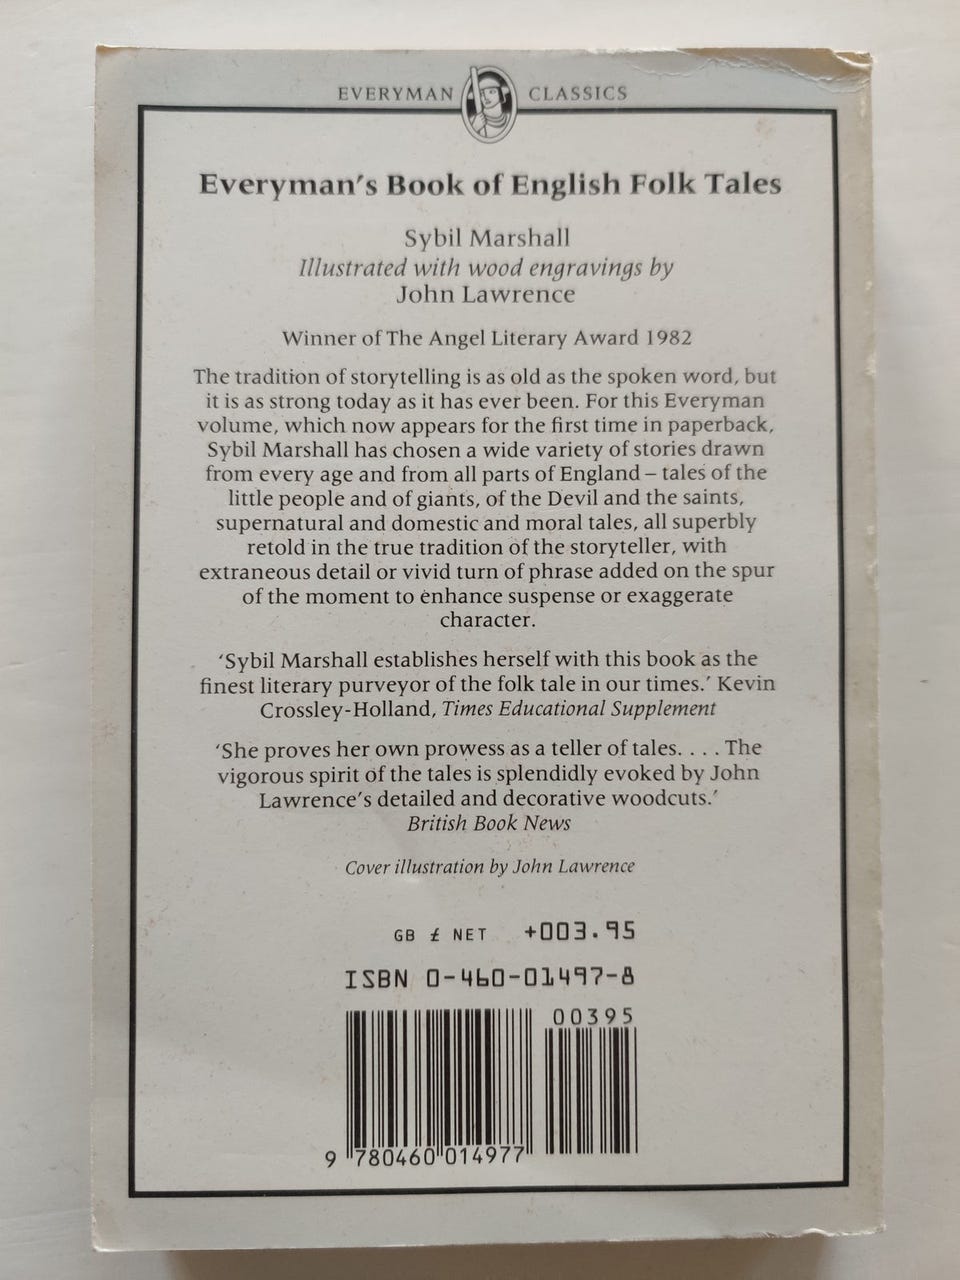 EVERYMAN CLASSICS
Everyman's Book of English Folk Tales
Sybil Marshall
Illustrated with wood engravings by
John Lawrence
Winner of The Angel Literary Award 1982
The tradition of storytelling is as old as the spoken word, but
it is as strong today as it has ever been. For this Everyman
volume, which now appears for the first time in paperback,
Sybil Marshall has chosen a wide variety of stories drawn
from every age and from all parts of England – tales of the
little people and of giants, of the Devil and the saints,
supernatural and domestic and moral tales, all superbly
retold in the true tradition of the storyteller, with
extraneous detail or vivid turn of phrase added on the spur
of the moment to enhance suspense or exaggerate
character.
‘Sybil Marshall establishes herself with this book as the
finest literary purveyor of the folk tale in our times.’ Kevin
Crossley-Holland, Times Educational Supplement
‘She proves her own prowess as a teller of tales. . . . The
vigorous spirit of the tales is splendidly evoked by John
Lawrence's detailed and decorative woodcuts.’
British Book News
Cover illustration by John Lawrence
GB £ NET +003.95
ISBN 0-460-01497-8
00395
9 780460 014977